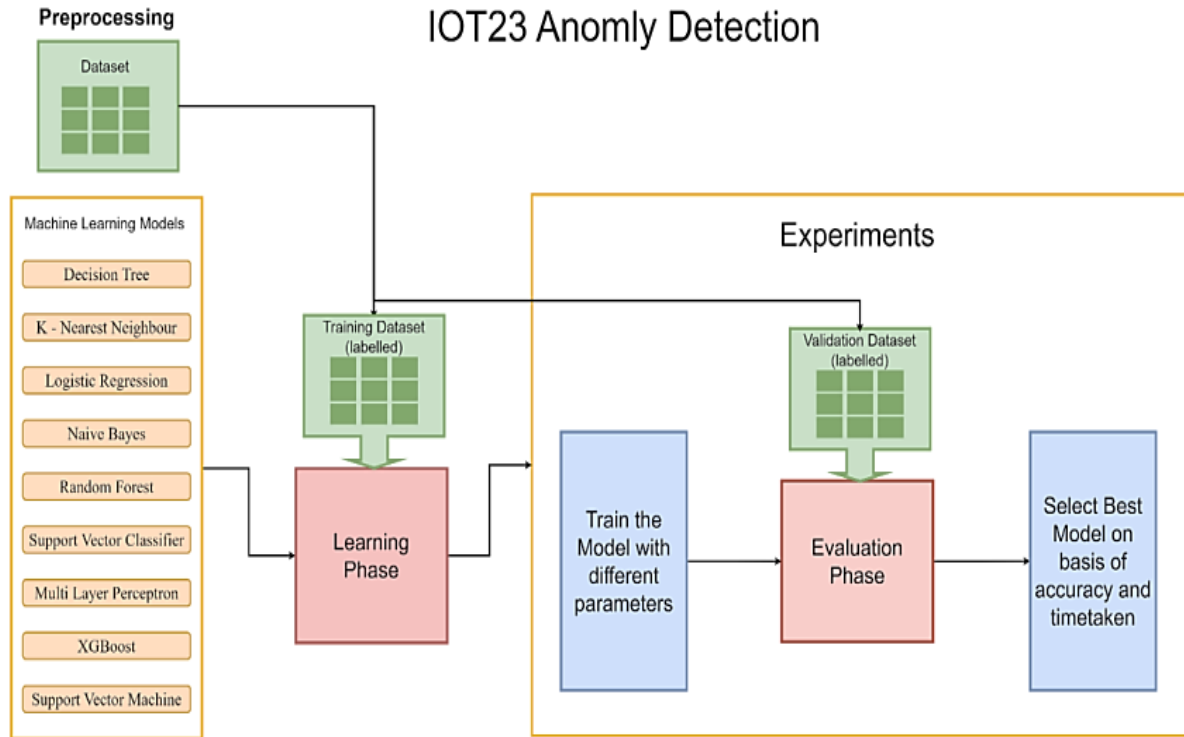 Preprocessing
IOT23 Anomly Detection
Dataset
Machine Learning Models
Decision Tree
K - Nearest Neighbour
Logistic Regression
Naive Bayes
Random Forest
Support Vector Classifier
Multi Layer Perceptron
XGBoost
Support Vector Machine
Training Dataset
(labelled)
Learning
Phase
Experiments
Validation Dataset
(labelled)
Train the
Model with
different
parameters
Evaluation
Phase
Select Best
Model on
basis of
accuracy and
timetaken